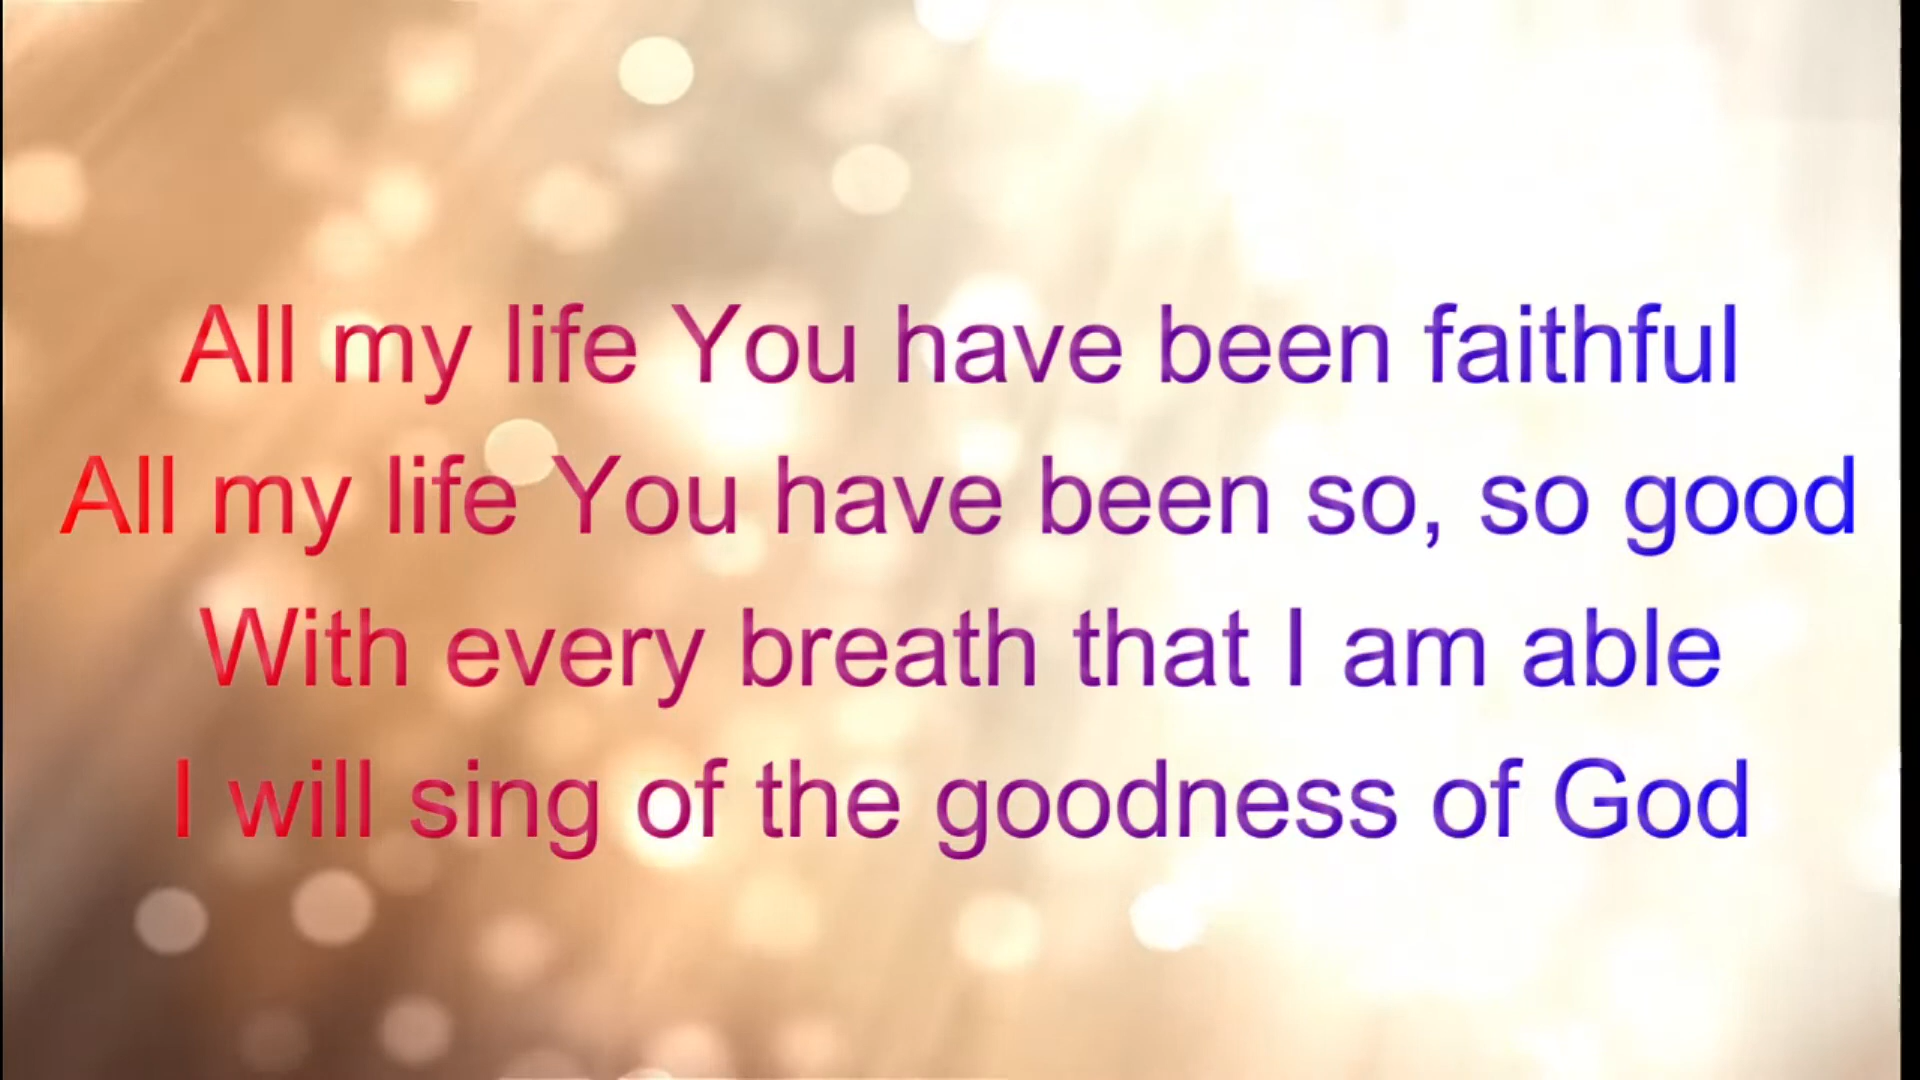 All my life You have been faithful
All my life You have been so, so good
With every breath that I am able
I will sing of the goodness of God